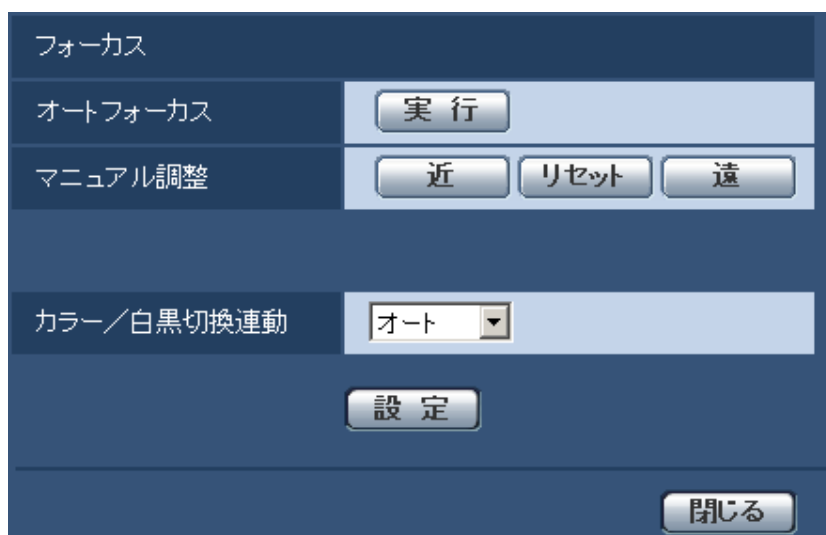 フォーカス
オートフォーカス 実 行
マニュアル調整 近 リセット 遠
カラー／白黒切換連動 オート
設 定
閉じる